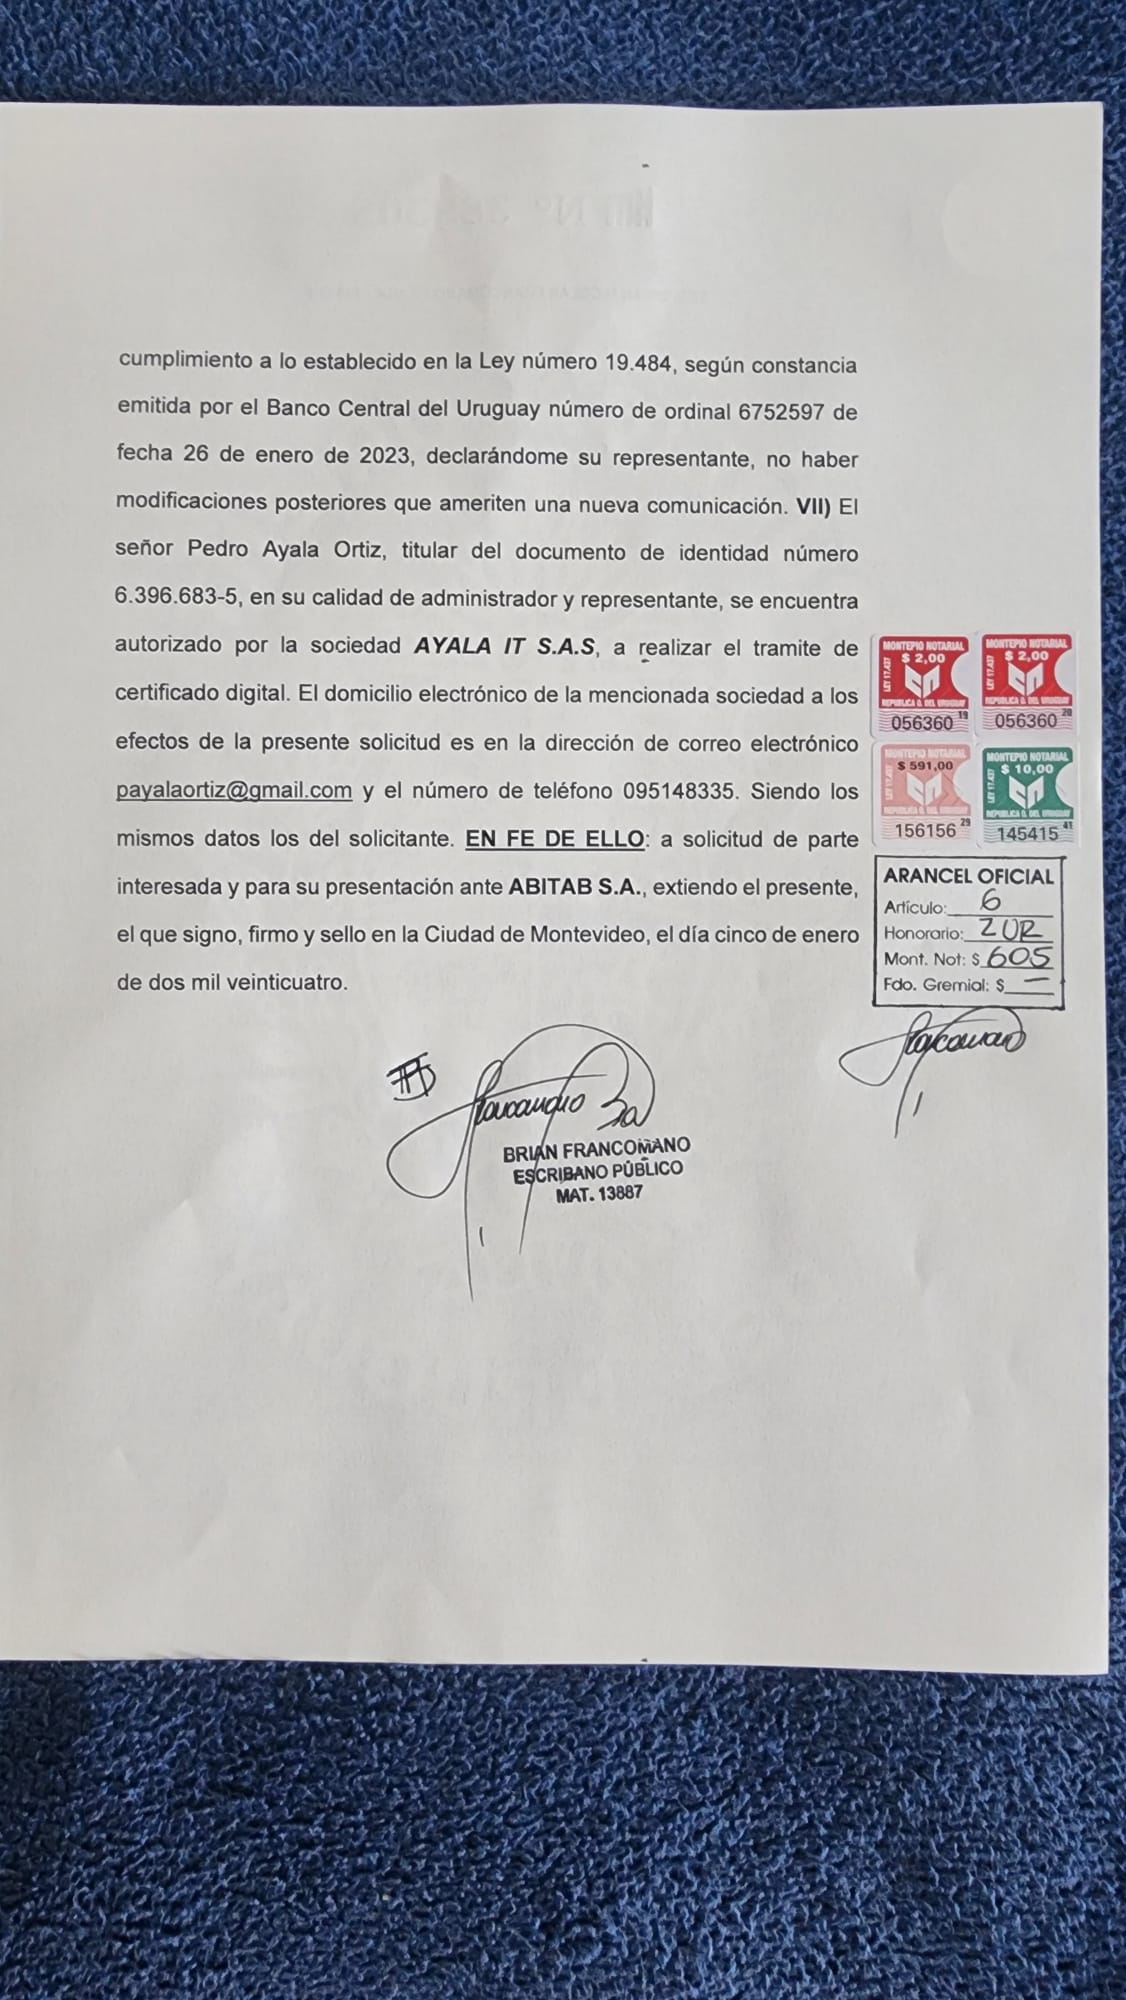 cumplimiento a lo establecido en la Ley número 19.484, según constancia
emitida por el Banco Central del Uruguay número de ordinal 6752597 de
fecha 26 de enero de 2023, declarándome su representante, no haber
modificaciones posteriores que ameriten una nueva comunicación. VII) El
señor Pedro Ayala Ortiz, titular del documento de identidad número
6.396.683-5, en su calidad de administrador y representante, se encuentra
autorizado por la sociedad AYALA IT S.A.S, a realizar el tramite de
certificado digital. El domicilio electrónico de la mencionada sociedad a los
efectos de la presente solicitud es en la dirección de correo electrónico
payalaortiz@gmail.com y el número de teléfono 095148335. Siendo los
mismos datos los del solicitante. EN FE DE ELLO: a solicitud de parte
interesada y para su presentación ante ABITAB S.A., extiendo el presente,
el que signo, firmo y sello en la Ciudad de Montevideo, el día cinco de enero
de dos mil veinticuatro.
MONTEPIO NOTARIAL
$ 2,00
LEY 17.437
REPUBLICA O. DEL URUGUAY
056360 19
MONTEPIO NOTARIAL
$ 2,00
LEY 17.437
REPUBLICA O. DEL URUGUAY
056360 20
MONTEPIO NOTARIAL
$ 591,00
LEY 17.437
REPUBLICA O. DEL URUGUAY
156156 29
MONTEPIO NOTARIAL
$ 10,00
LEY 17.437
REPUBLICA O. DEL URUGUAY
145415 41
ARANCEL OFICIAL
Artículo: 6
Honorario: 2UR
Mont. Not: $ 605
Fdo. Gremial: $ —
BRIAN FRANCOMANO
ESCRIBANO PÚBLICO
MAT. 13887